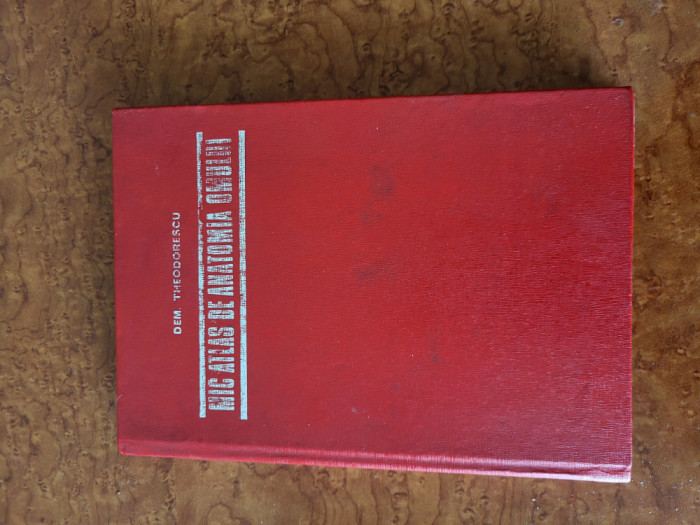 DEM. THEODORESCU
MIC ATLAS DE ANATOMIA OMULUI